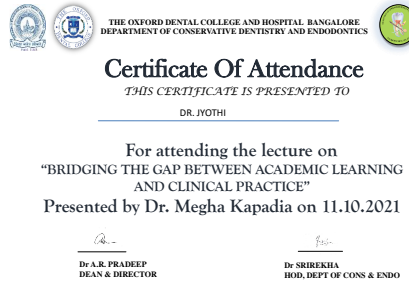 THE OXFORD DENTAL COLLEGE AND HOSPITAL BANGALORE
DEPARTMENT OF CONSERVATIVE DENTISTRY AND ENDODONTICS
Certificate Of Attendance
THIS CERTIFICATE IS PRESENTED TO
DR. JYOTHI
For attending the lecture on
“BRIDGING THE GAP BETWEEN ACADEMIC LEARNING
AND CLINICAL PRACTICE”
Presented by Dr. Megha Kapadia on 11.10.2021
Dr A.R. PRADEEP
DEAN & DIRECTOR
Dr SRIREKHA
HOD, DEPT OF CONS & ENDO